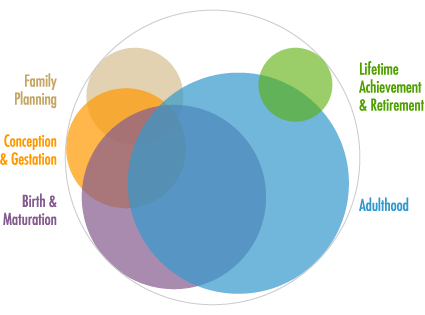 Family
Planning
Conception
& Gestation
Birth &
Maturation
Lifetime
Achievement
& Retirement
Adulthood